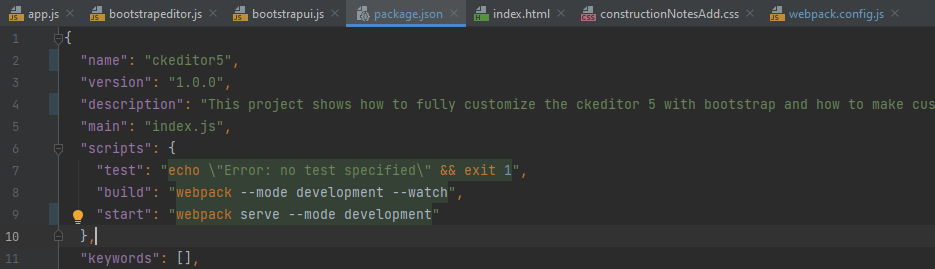 app.js bootstrapeditor.js bootstrapui.js package.json index.html constructionNotesAdd.css webpack.config.js
1 {
2 "name": "ckeditor5",
3 "version": "1.0.0",
4 "description": "This project shows how to fully customize the ckeditor 5 with bootstrap and how to make cus
5 "main": "index.js",
6 "scripts": {
7 "test": "echo \"Error: no test specified\" && exit 1",
8 "build": "webpack --mode development --watch",
9 "start": "webpack serve --mode development"
10 },
11 "keywords": [],